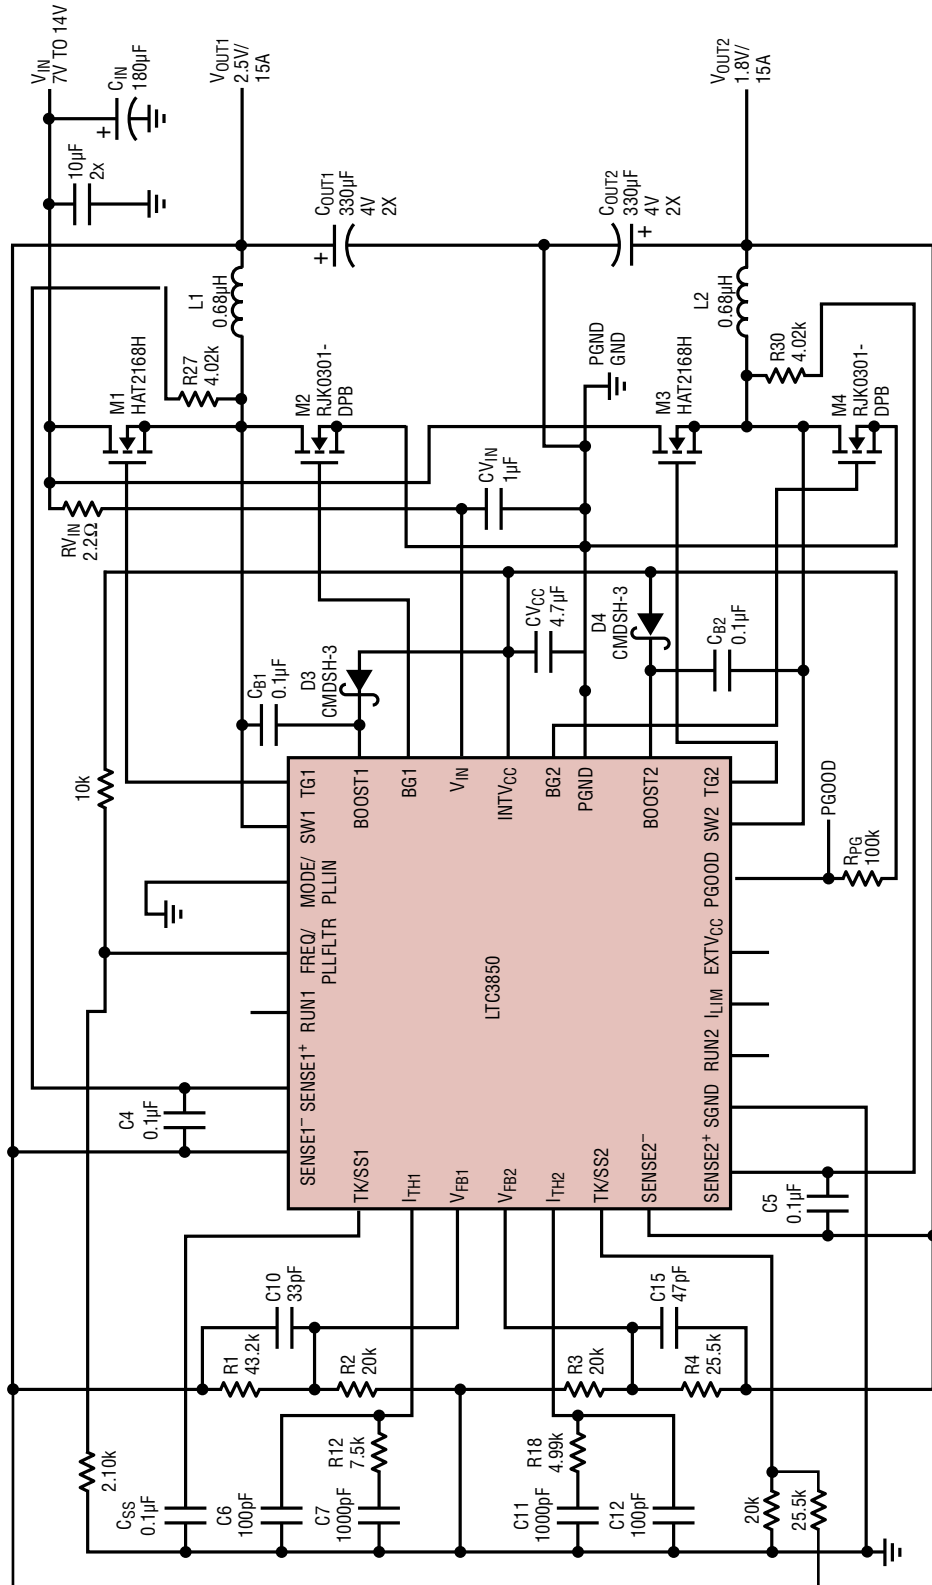 VIN
7V TO 14V
CIN
180µF
+
10µF
2x
VOUT1
2.5V/
15A
COUT1
330µF
4V
2X
+
COUT2
330µF
4V
2X
+
VOUT2
1.8V/
15A
L1
0.68µH
L2
0.68µH
R27
4.02k
R30
4.02k
M1
HAT2168H
M2
RJK0301-
DPB
PGND
GND
M3
HAT2168H
M4
RJK0301-
DPB
RVIN
2.2Ω
CVIN
1µF
CB1
0.1µF
D3
CMDSH-3
CVCC
4.7µF
D4
CMDSH-3
CB2
0.1µF
10k
TG1
SW1
MODE/
PLLIN
FREQ/
PLLFLTR
RUN1
SENSE1+
SENSE1–
BOOST1
BG1
VIN
INTVCC
BG2
PGND
BOOST2
TG2
SW2
PGOOD
EXTVCC
ILIM
RUN2
SGND
SENSE2+
LTC3850
TK/SS1
ITH1
VFB1
VFB2
ITH2
TK/SS2
SENSE2–
PGOOD
RPG
100k
C4
0.1µF
C5
0.1µF
C10
33pF
R1
43.2k
R2
20k
R3
20k
C15
47pF
R4
25.5k
2.10k
CSS
0.1µF
C6
100pF
R12
7.5k
C7
1000pF
R18
4.99k
C11
1000pF
C12
100pF
20k
25.5k